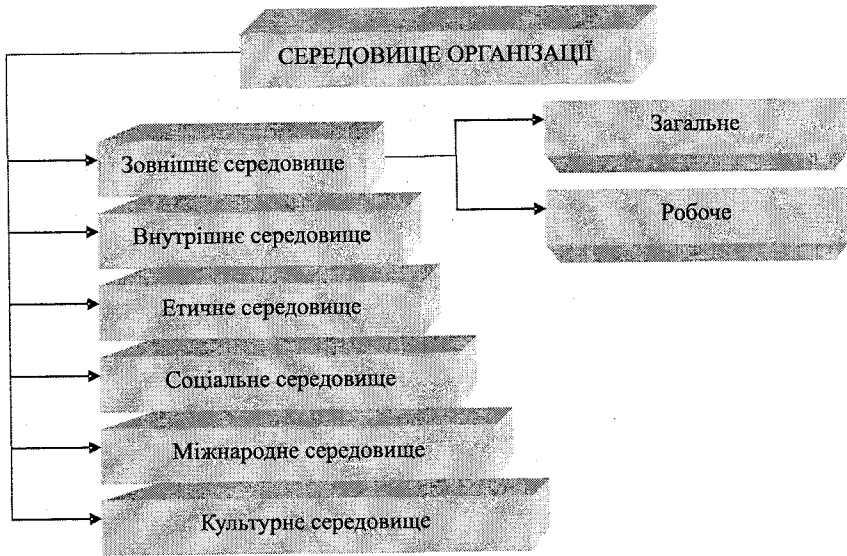 СЕРЕДОВИЩЕ ОРГАНІЗАЦІЇ
Зовнішнє середовище
Загальне
Робоче
Внутрішнє середовище
Етичне середовище
Соціальне середовище
Міжнародне середовище
Культурне середовище